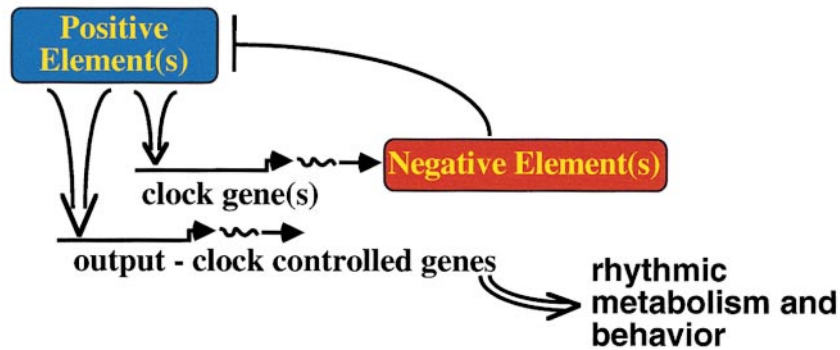 Positive
Element(s)
Negative Element(s)
clock gene(s)
output - clock controlled genes
rhythmic
metabolism and
behavior